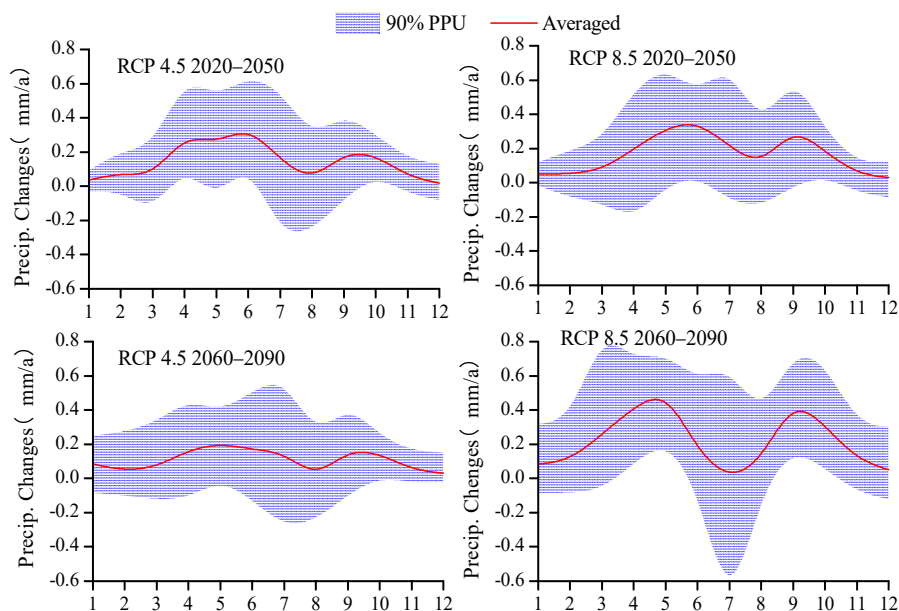 90% PPU Averaged
RCP 4.5 2020–2050
Precip. Changes( mm/a)
0.8
0.6
0.4
0.2
0.0
-0.2
-0.4
-0.6
1 2 3 4 5 6 7 8 9 10 11 12
RCP 8.5 2020–2050
Precip. Changes( mm/a)
0.8
0.6
0.4
0.2
0.0
-0.2
-0.4
-0.6
1 2 3 4 5 6 7 8 9 10 11 12
RCP 4.5 2060–2090
Precip. Changes( mm/a)
0.8
0.6
0.4
0.2
0.0
-0.2
-0.4
-0.6
1 2 3 4 5 6 7 8 9 10 11 12
RCP 8.5 2060–2090
Precip. Chenges( mm/a)
0.8
0.6
0.4
0.2
0.0
-0.2
-0.4
-0.6
1 2 3 4 5 6 7 8 9 10 11 12